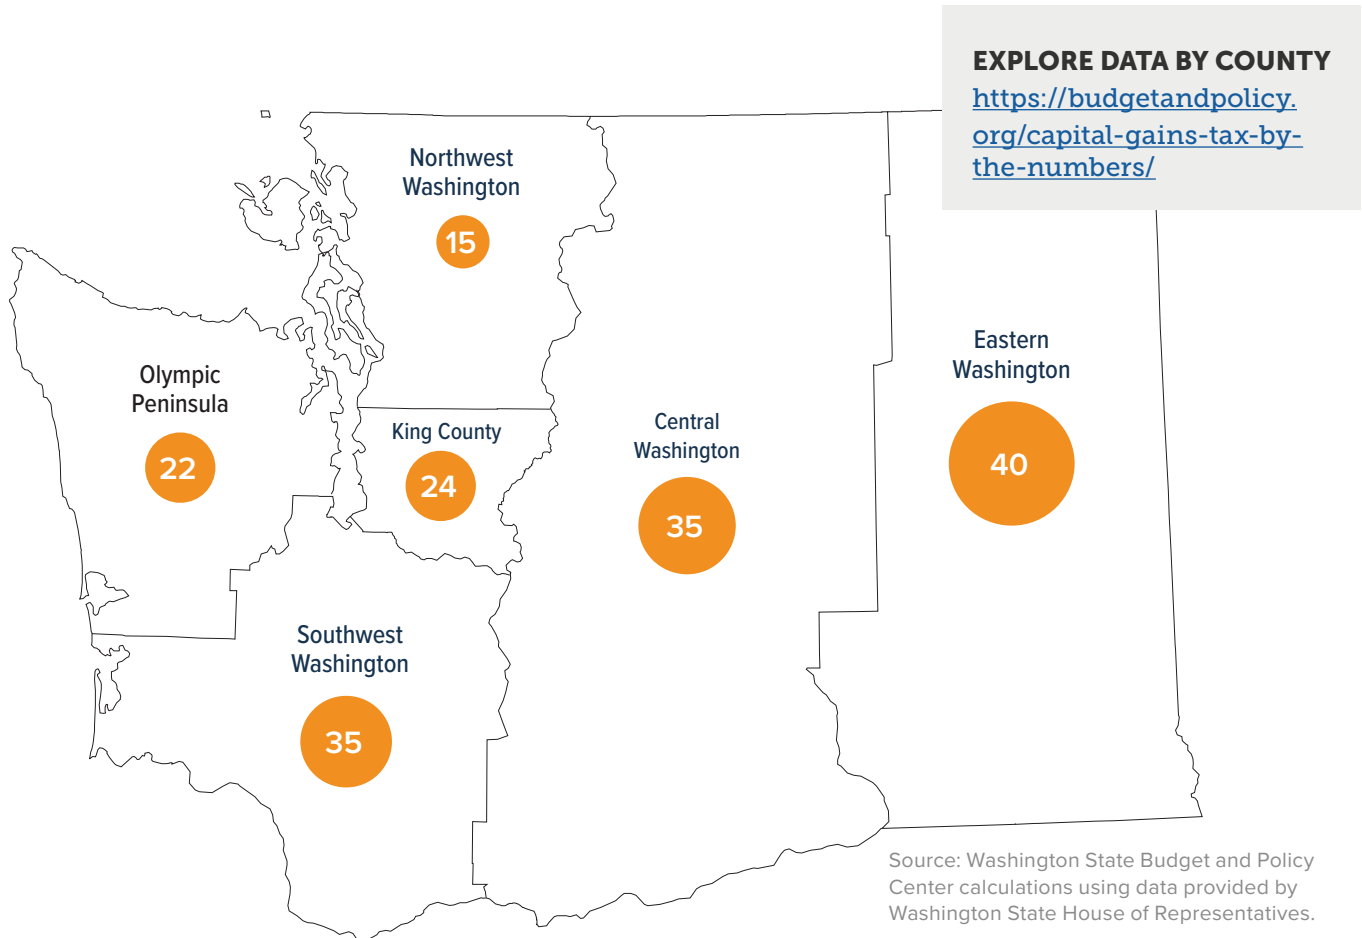 EXPLORE DATA BY COUNTY
https://budgetandpolicy.
org/capital-gains-tax-by-
the-numbers/
Northwest
Washington
15
Olympic
Peninsula
22
King County
24
Central
Washington
35
Eastern
Washington
40
Southwest
Washington
35
Source: Washington State Budget and Policy
Center calculations using data provided by
Washington State House of Representatives.